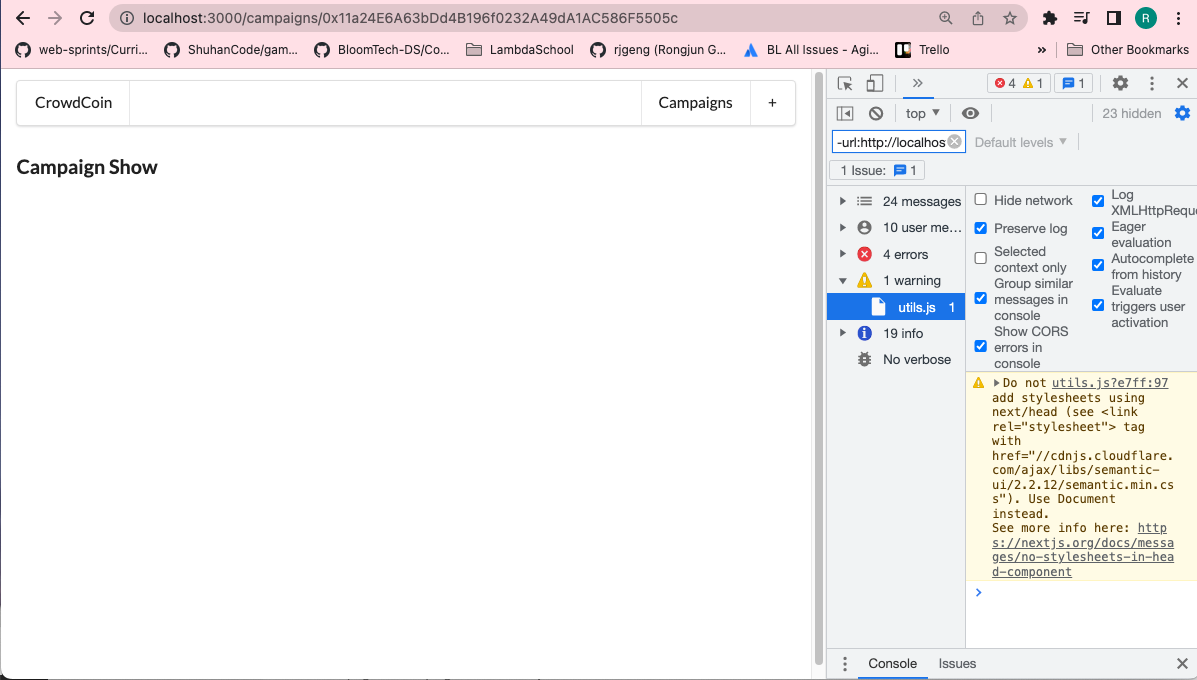 localhost:3000/campaigns/0x11a24E6A63bDd4B196f0232A49dA1AC586F5505c
R
web-sprints/Curri... ShuhanCode/gam... BloomTech-DS/Co... LambdaSchool rjgeng (Rongjun G... BL All Issues - Agi... Trello » Other Bookmarks
CrowdCoin Campaigns +
Campaign Show
» 4 1 1
top ▼ 23 hidden
-url:http://localhos Default levels ▼
1 Issue: 1
24 messages
10 user me...
4 errors
1 warning
utils.js 1
19 info
No verbose
Hide network
Preserve log
Selected
context only
Group similar
messages in
console
Show CORS
errors in
console
Log
XMLHttpReque
Eager
evaluation
Autocomplete
from history
Evaluate
triggers user
activation
Do not utils.js?e7ff:97
add stylesheets using
next/head (see <link
rel="stylesheet"> tag
with
href="//cdnjs.cloudflare.
com/ajax/libs/semantic-
ui/2.2.12/semantic.min.cs
s"). Use Document
instead.
See more info here: http
s://nextjs.org/docs/messa
ges/no-stylesheets-in-hea
d-component
Console Issues